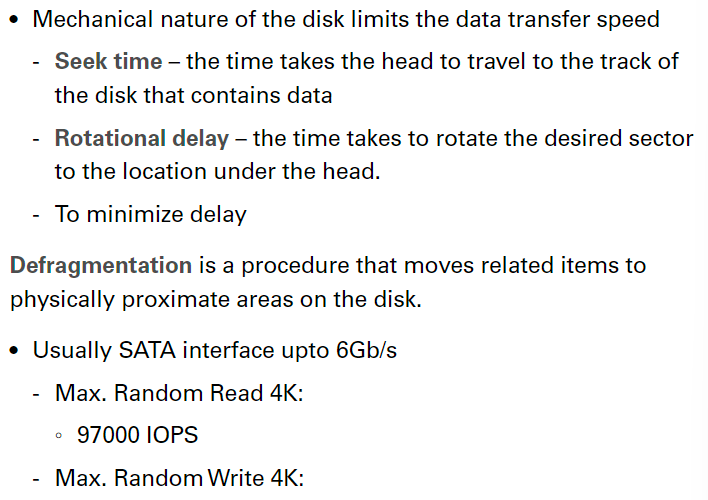 • Mechanical nature of the disk limits the data transfer speed
- Seek time – the time takes the head to travel to the track of
the disk that contains data
- Rotational delay – the time takes to rotate the desired sector
to the location under the head.
- To minimize delay
Defragmentation is a procedure that moves related items to
physically proximate areas on the disk.
• Usually SATA interface upto 6Gb/s
- Max. Random Read 4K:
◦ 97000 IOPS
- Max. Random Write 4K: